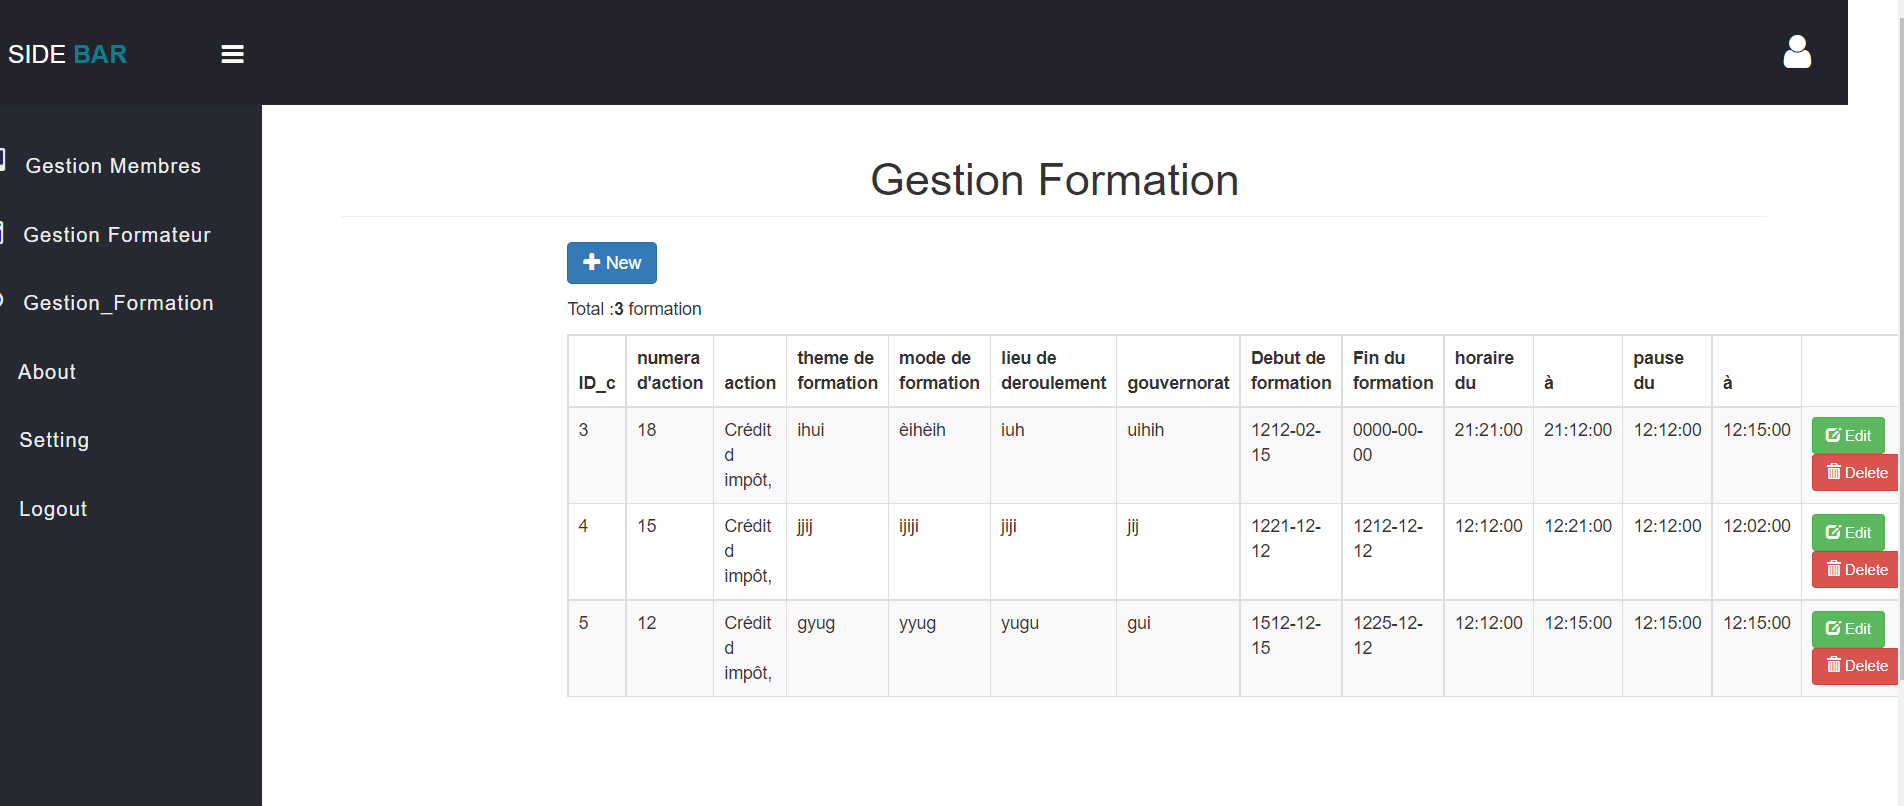 SIDE BAR
Gestion Membres
Gestion Formateur
Gestion_Formation
About
Setting
Logout
Gestion Formation
New
Total :3 formation
ID_c numera d'action action theme de formation mode de formation lieu de deroulement gouvernorat Debut de formation Fin du formation horaire du à pause du à
3 18 Crédit d impôt, ihui èihèih iuh uihih 1212-02-15 0000-00-00 21:21:00 21:12:00 12:12:00 12:15:00 Edit Delete
4 15 Crédit d impôt, jjij ijiji jiji jij 1221-12-12 1212-12-12 12:12:00 12:21:00 12:12:00 12:02:00 Edit Delete
5 12 Crédit d impôt, gyug yyug yugu gui 1512-12-15 1225-12-12 12:12:00 12:15:00 12:15:00 12:15:00 Edit Delete